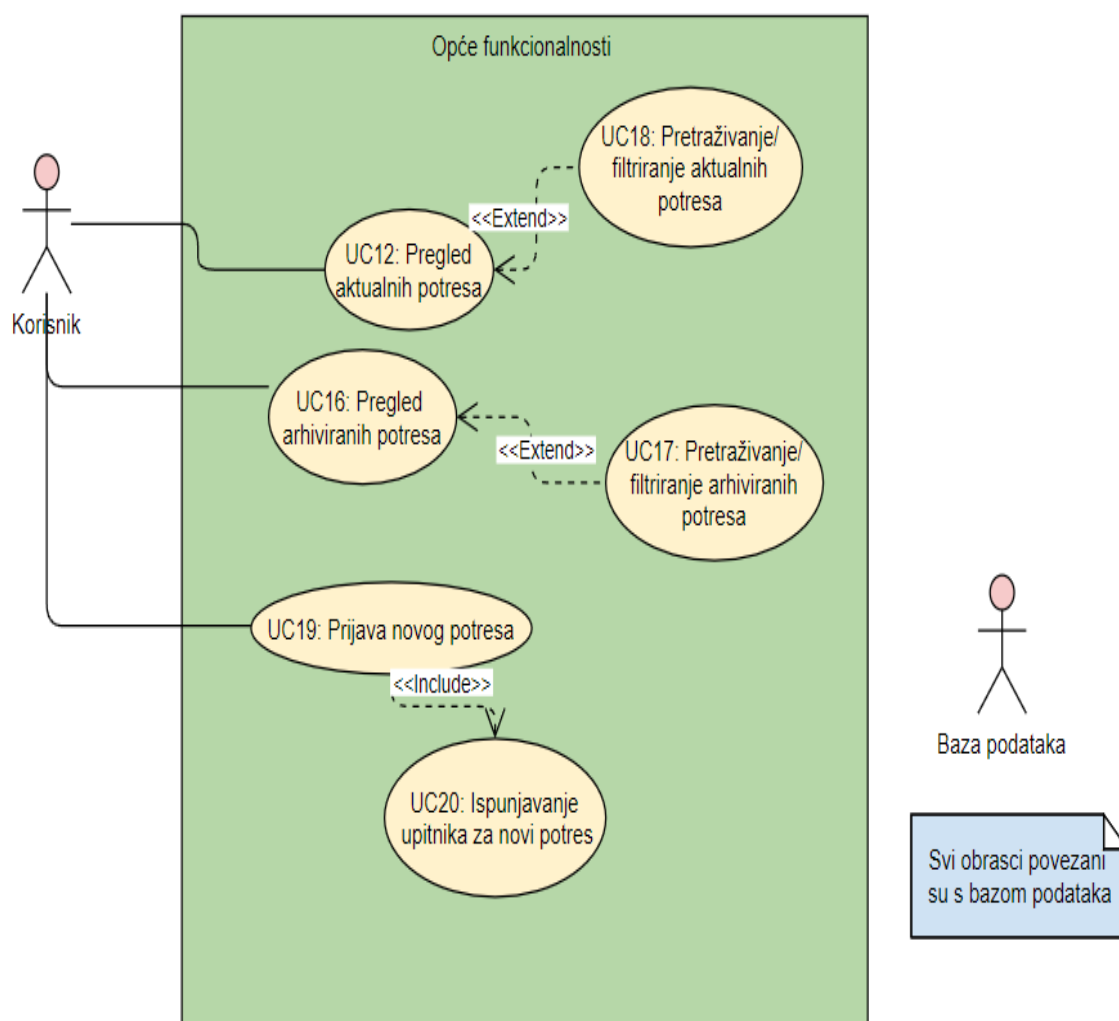 Opće funkcionalnosti
UC18: Pretraživanje/
filtriranje aktualnih
potresa
<<Extend>>
UC12: Pregled
aktualnih potresa
Korisnik
UC16: Pregled
arhiviranih potresa
<<Extend>>
UC17: Pretraživanje/
filtriranje arhiviranih
potresa
UC19: Prijava novog potresa
<<Include>>
UC20: Ispunjavanje
upitnika za novi potres
Baza podataka
Svi obrasci povezani
su s bazom podataka